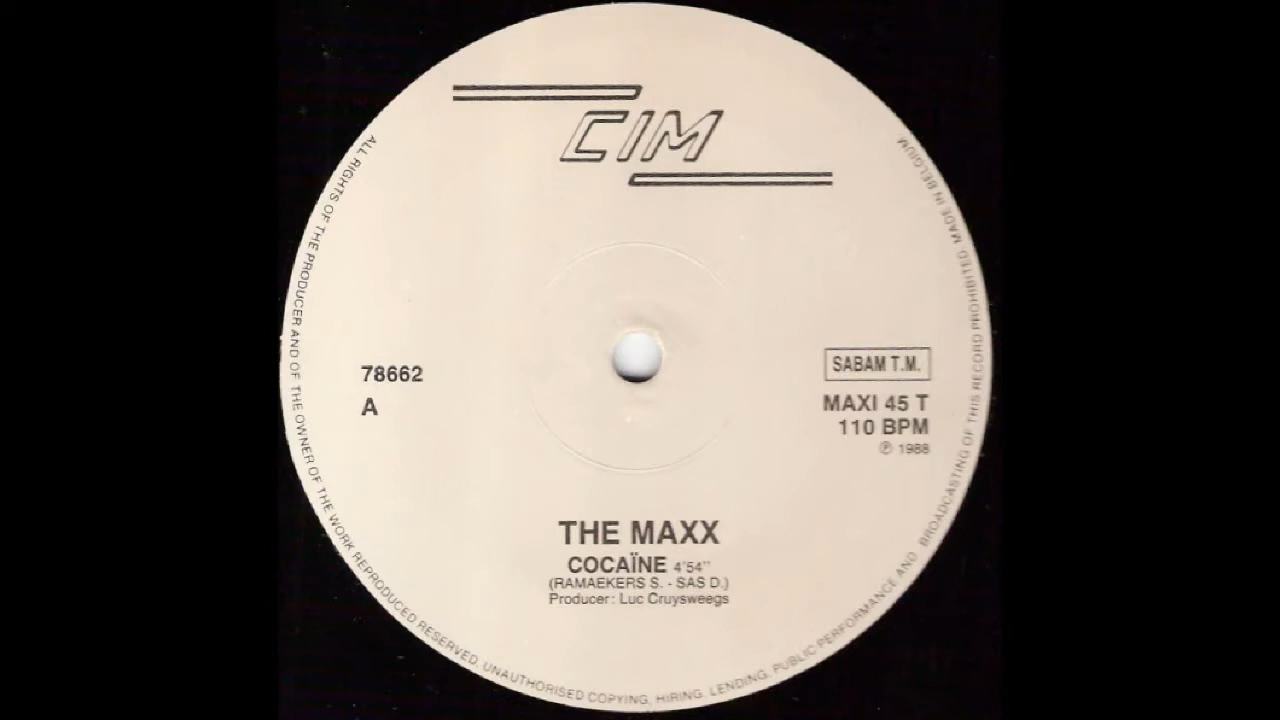 CIM
ALL RIGHTS OF THE PRODUCER AND OF THE OWNER OF THE WORK REPRODUCED RESERVED. UNAUTHORISED COPYING, HIRING, LENDING, PUBLIC PERFORMANCE AND BROADCASTING OF THIS RECORD PROHIBITED. MADE IN BELGIUM
78662
A
SABAM T.M.
MAXI 45 T
110 BPM
℗ 1988
THE MAXX
COCAÏNE 4'54''
(RAMAEKERS S. - SAS D.)
Producer: Luc Cruysweegs